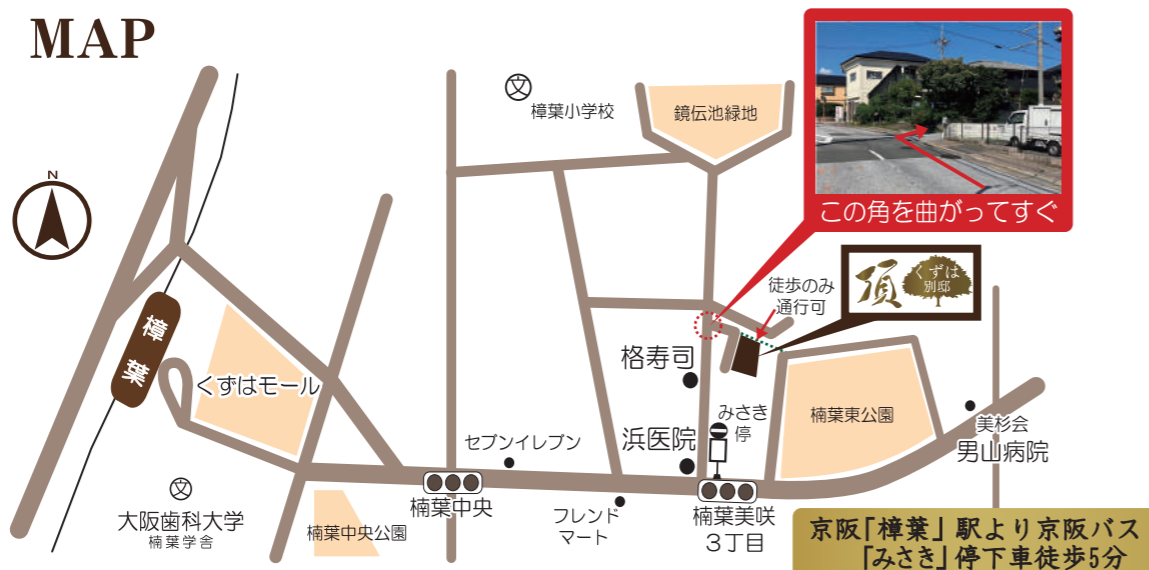 MAP
N
樟葉小学校
鏡伝池緑地
この角を曲がってすぐ
徒歩のみ
通行可
頂
くずは
別邸
樟葉
くずはモール
格寿司
みさき
停
浜医院
楠葉東公園
美杉会
男山病院
セブンイレブン
文
文
大阪歯科大学
楠葉学舎
楠葉中央公園
楠葉中央
フレンド
マート
楠葉美咲
3丁目
京阪「樟葉」駅より京阪バス
「みさき」停下車徒歩5分